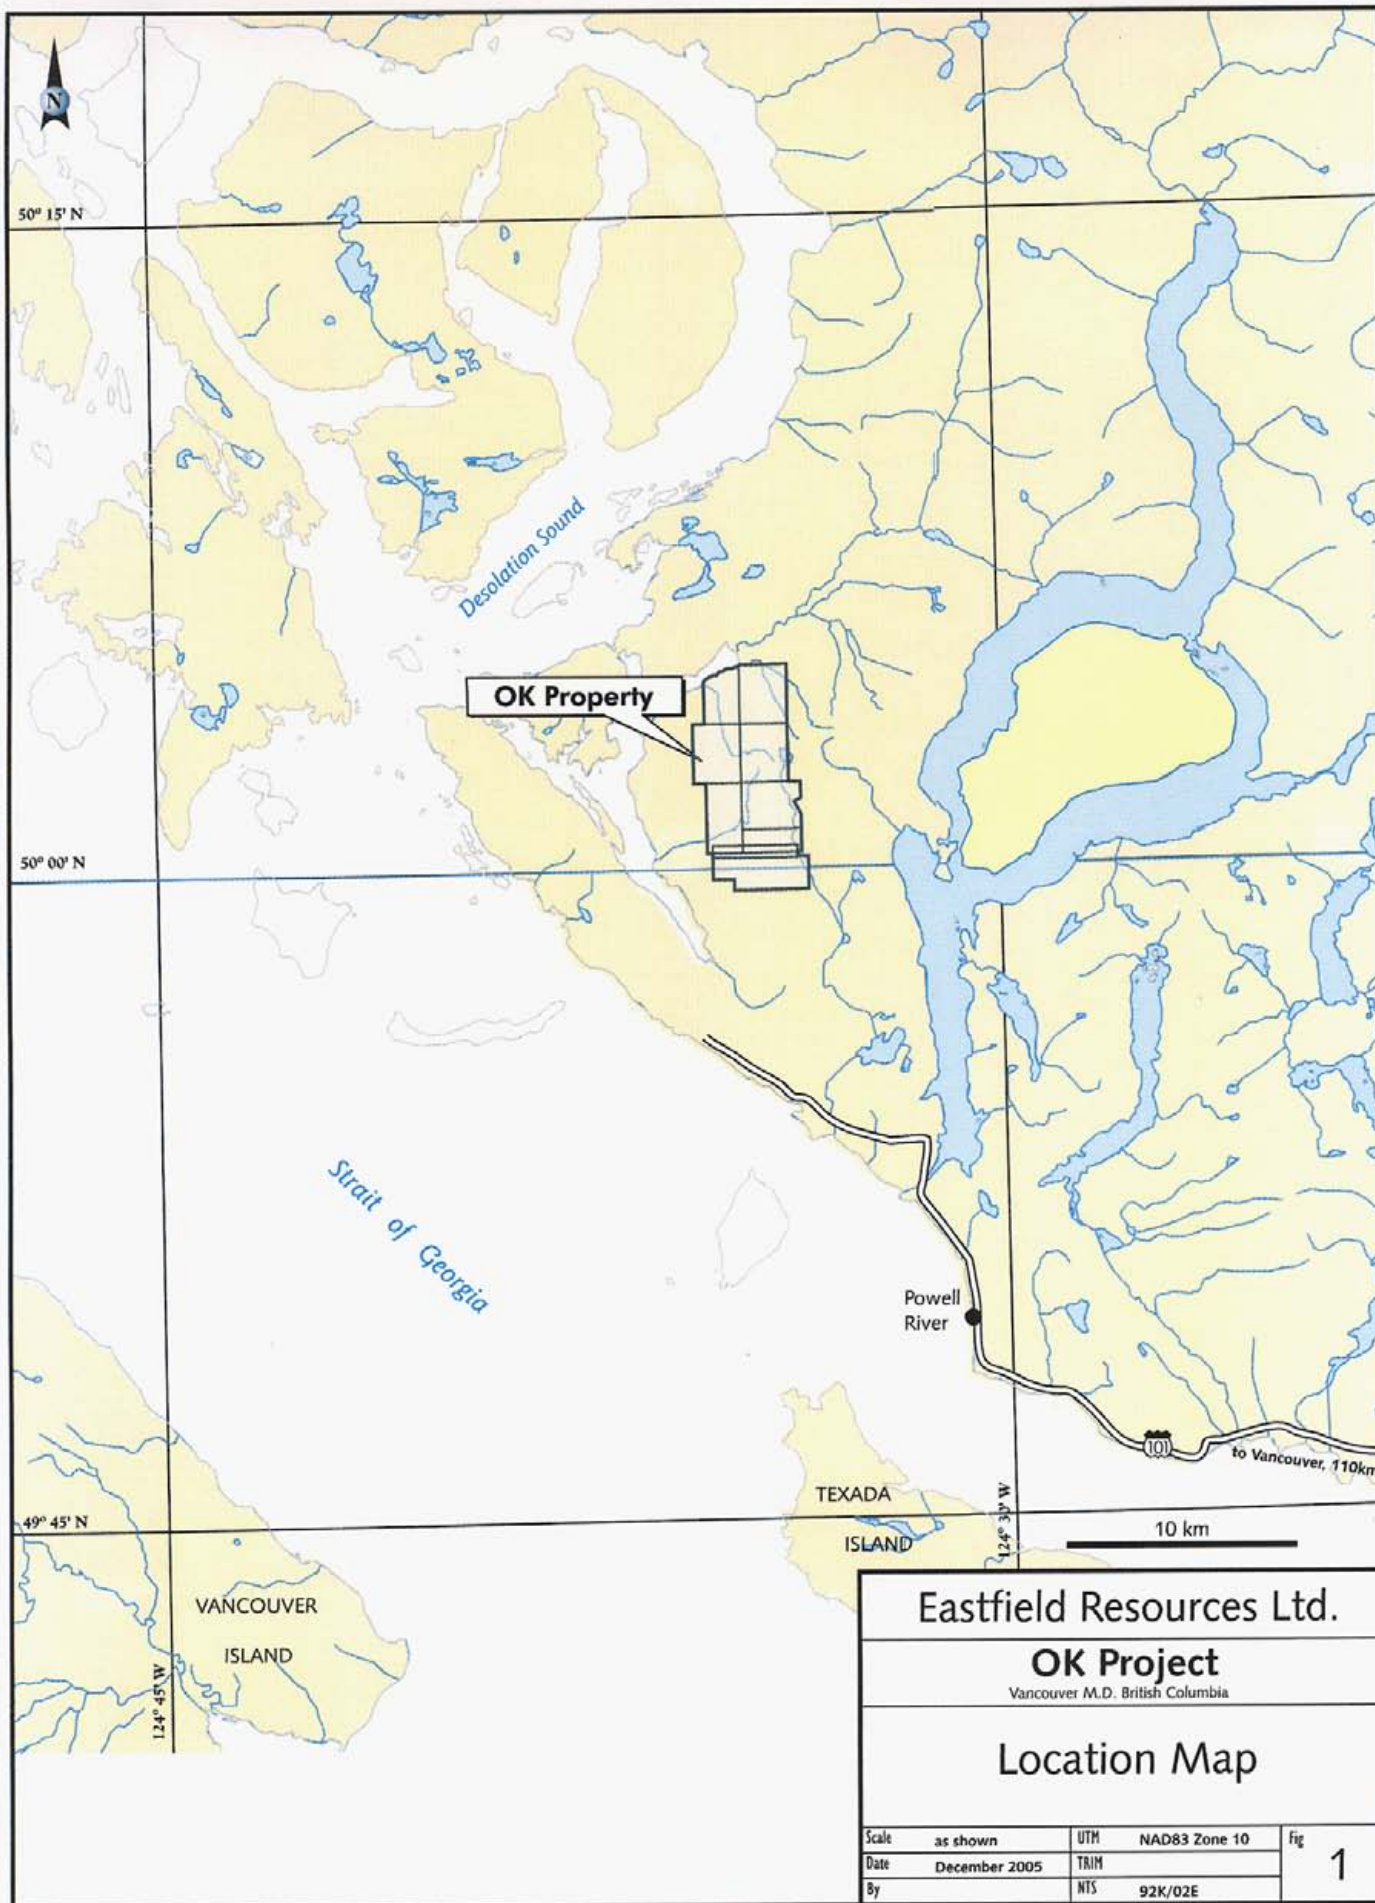 N
50° 15' N
Desolation Sound
OK Property
50° 00' N
Strait of Georgia
Powell
River
101
to Vancouver, 110km
TEXADA
ISLAND
124° 30' W
10 km
49° 45' N
VANCOUVER
ISLAND
124° 45' W
Eastfield Resources Ltd.
OK Project
Vancouver M.D. British Columbia
Location Map
Scale as shown UTM NAD83 Zone 10 Fig
Date December 2005 TRIM 1
By NTS 92K/02E